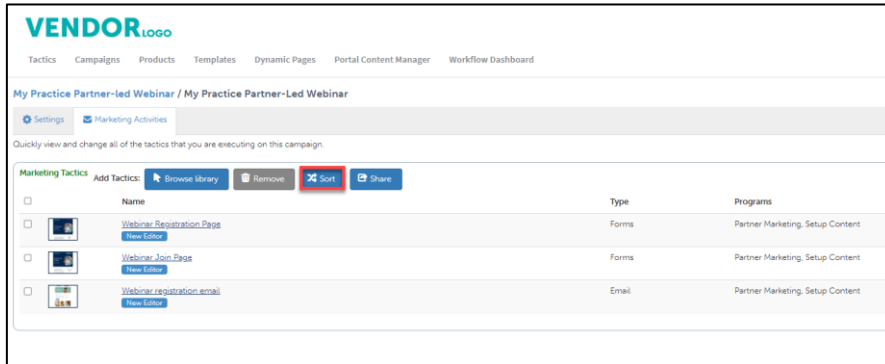 VENDOR LOGO
Tactics Campaigns Products Templates Dynamic Pages Portal Content Manager Workflow Dashboard
My Practice Partner-led Webinar / My Practice Partner-Led Webinar
Settings Marketing Activities
Quickly view and change all of the tactics that you are executing on this campaign.
Marketing Tactics Add Tactics: Browse library Remove Sort Share
Name Type Programs
Webinar Registration Page Forms Partner Marketing, Setup Content
New Editor
Webinar Join Page Forms Partner Marketing, Setup Content
New Editor
Webinar registration email Email Partner Marketing, Setup Content
New Editor